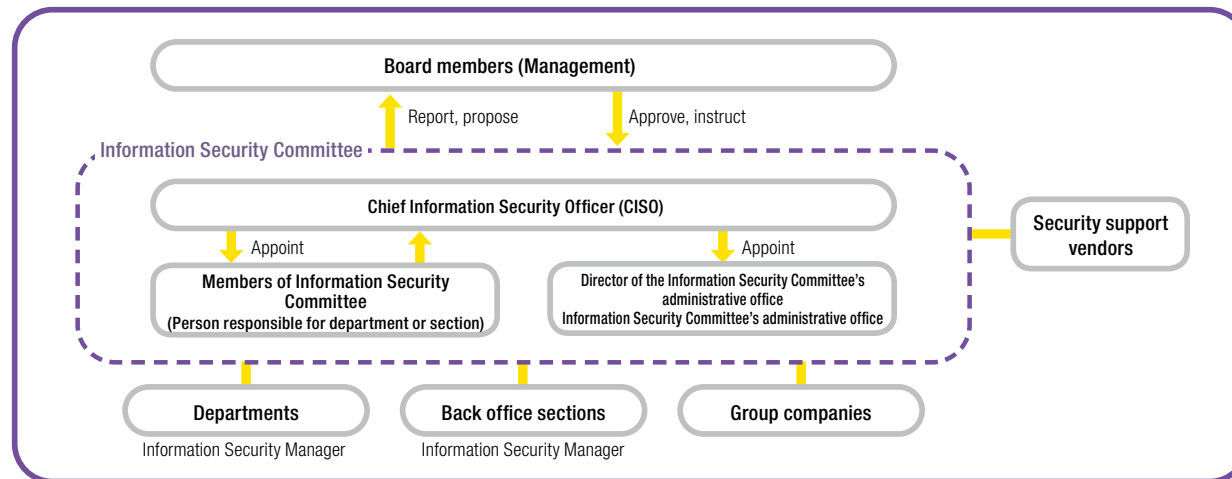 Board members (Management)
Report, propose
Approve, instruct
Information Security Committee
Chief Information Security Officer (CISO)
Appoint
Appoint
Members of Information Security
Committee
(Person responsible for department or section)
Director of the Information Security Committee's
administrative office
Information Security Committee's administrative office
Security support
vendors
Departments
Back office sections
Group companies
Information Security Manager
Information Security Manager